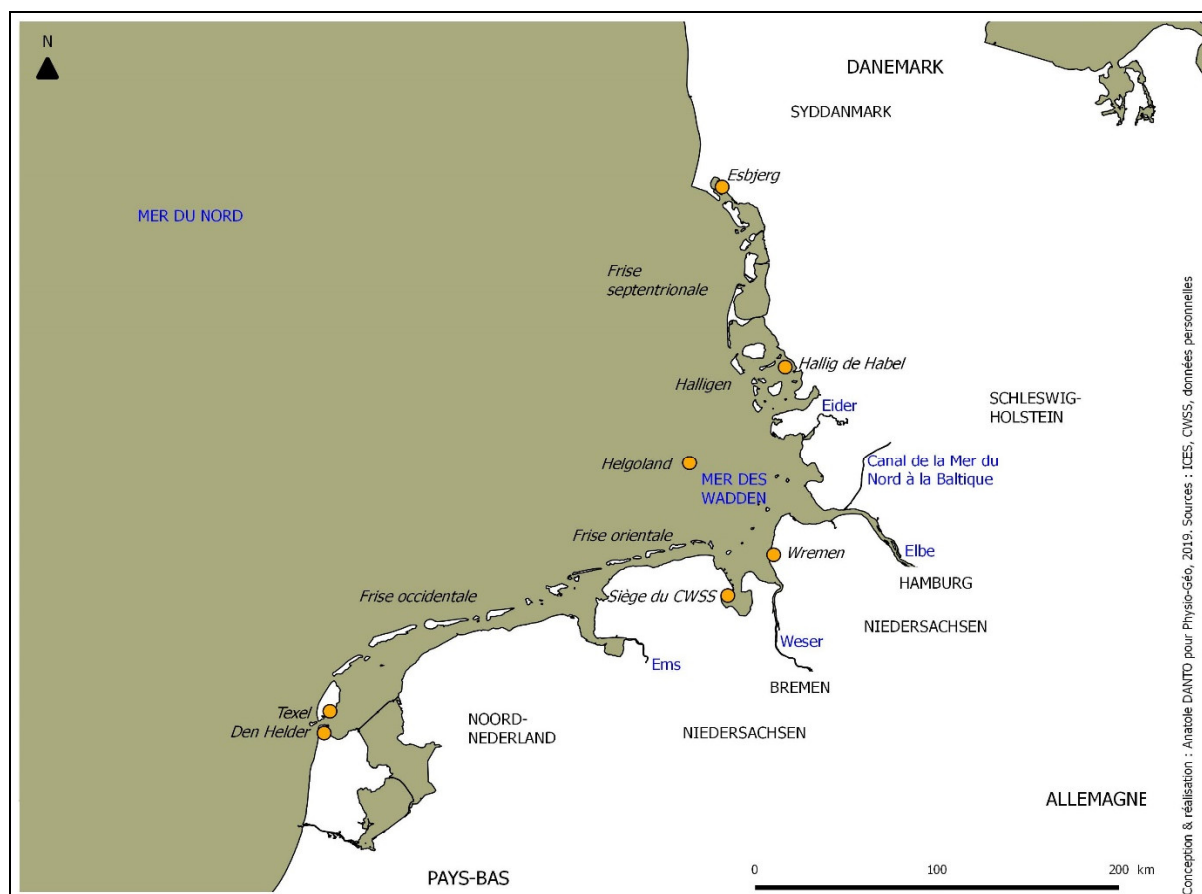 N
DANEMARK
SYDDANMARK
Esbjerg
MER DU NORD
Frise
septentrionale
Hallig de Habel
Halligen
SCHLESWIG-
HOLSTEIN
Eider
Canal de la Mer du
Nord à la Baltique
Helgoland
MER DES
WADDEN
Frise orientale
Wremen
Elbe
HAMBURG
Frise occidentale
Siège du CWSS
NIEDERSACHSEN
Weser
Ems
BREMEN
Texel
Den Helder
NOORD-
NEDERLAND
NIEDERSACHSEN
ALLEMAGNE
PAYS-BAS
0 100 200 km
Conception & réalisation : Anatole DANTO pour Physio-Géo, 2019. Sources : ICES, CWSS, données personnelles